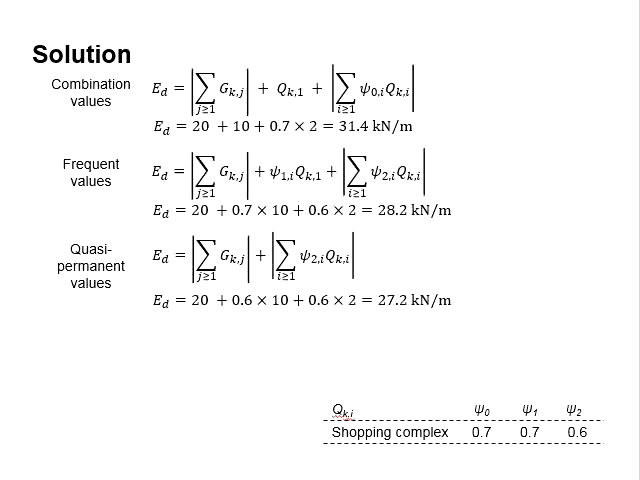 Solution
Combination values
E_d = |∑_{j≥1} G_{k,j}| + Q_{k,1} + |∑_{i≥1} ψ_{0,i}Q_{k,i}|
E_d = 20 + 10 + 0.7 × 2 = 31.4 kN/m
Frequent values
E_d = |∑_{j≥1} G_{k,j}| + ψ_{1,i}Q_{k,1} + |∑_{i≥1} ψ_{2,i}Q_{k,i}|
E_d = 20 + 0.7 × 10 + 0.6 × 2 = 28.2 kN/m
Quasi-permanent values
E_d = |∑_{j≥1} G_{k,j}| + |∑_{i≥1} ψ_{2,i}Q_{k,i}|
E_d = 20 + 0.6 × 10 + 0.6 × 2 = 27.2 kN/m
Q_{k,i} ψ_0 ψ_1 ψ_2
Shopping complex 0.7 0.7 0.6